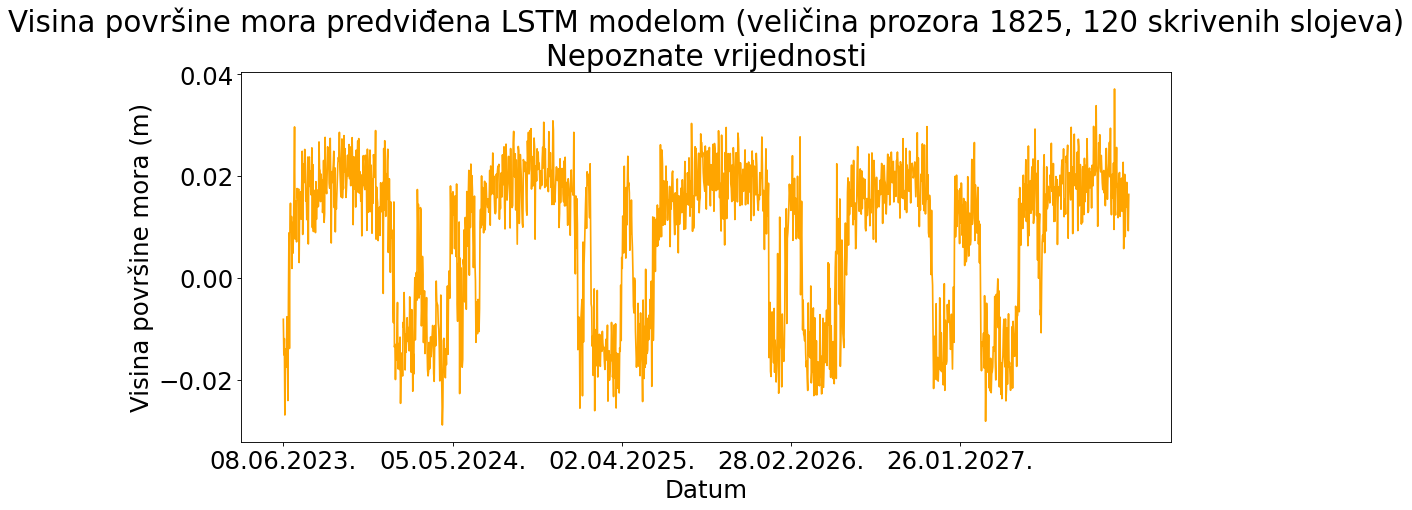 Visina površine mora predviđena LSTM modelom (veličina prozora 1825, 120 skrivenih slojeva)
Nepoznate vrijednosti
Visina površine mora (m)
0.04
0.02
0.00
−0.02
08.06.2023. 05.05.2024. 02.04.2025. 28.02.2026. 26.01.2027.
Datum